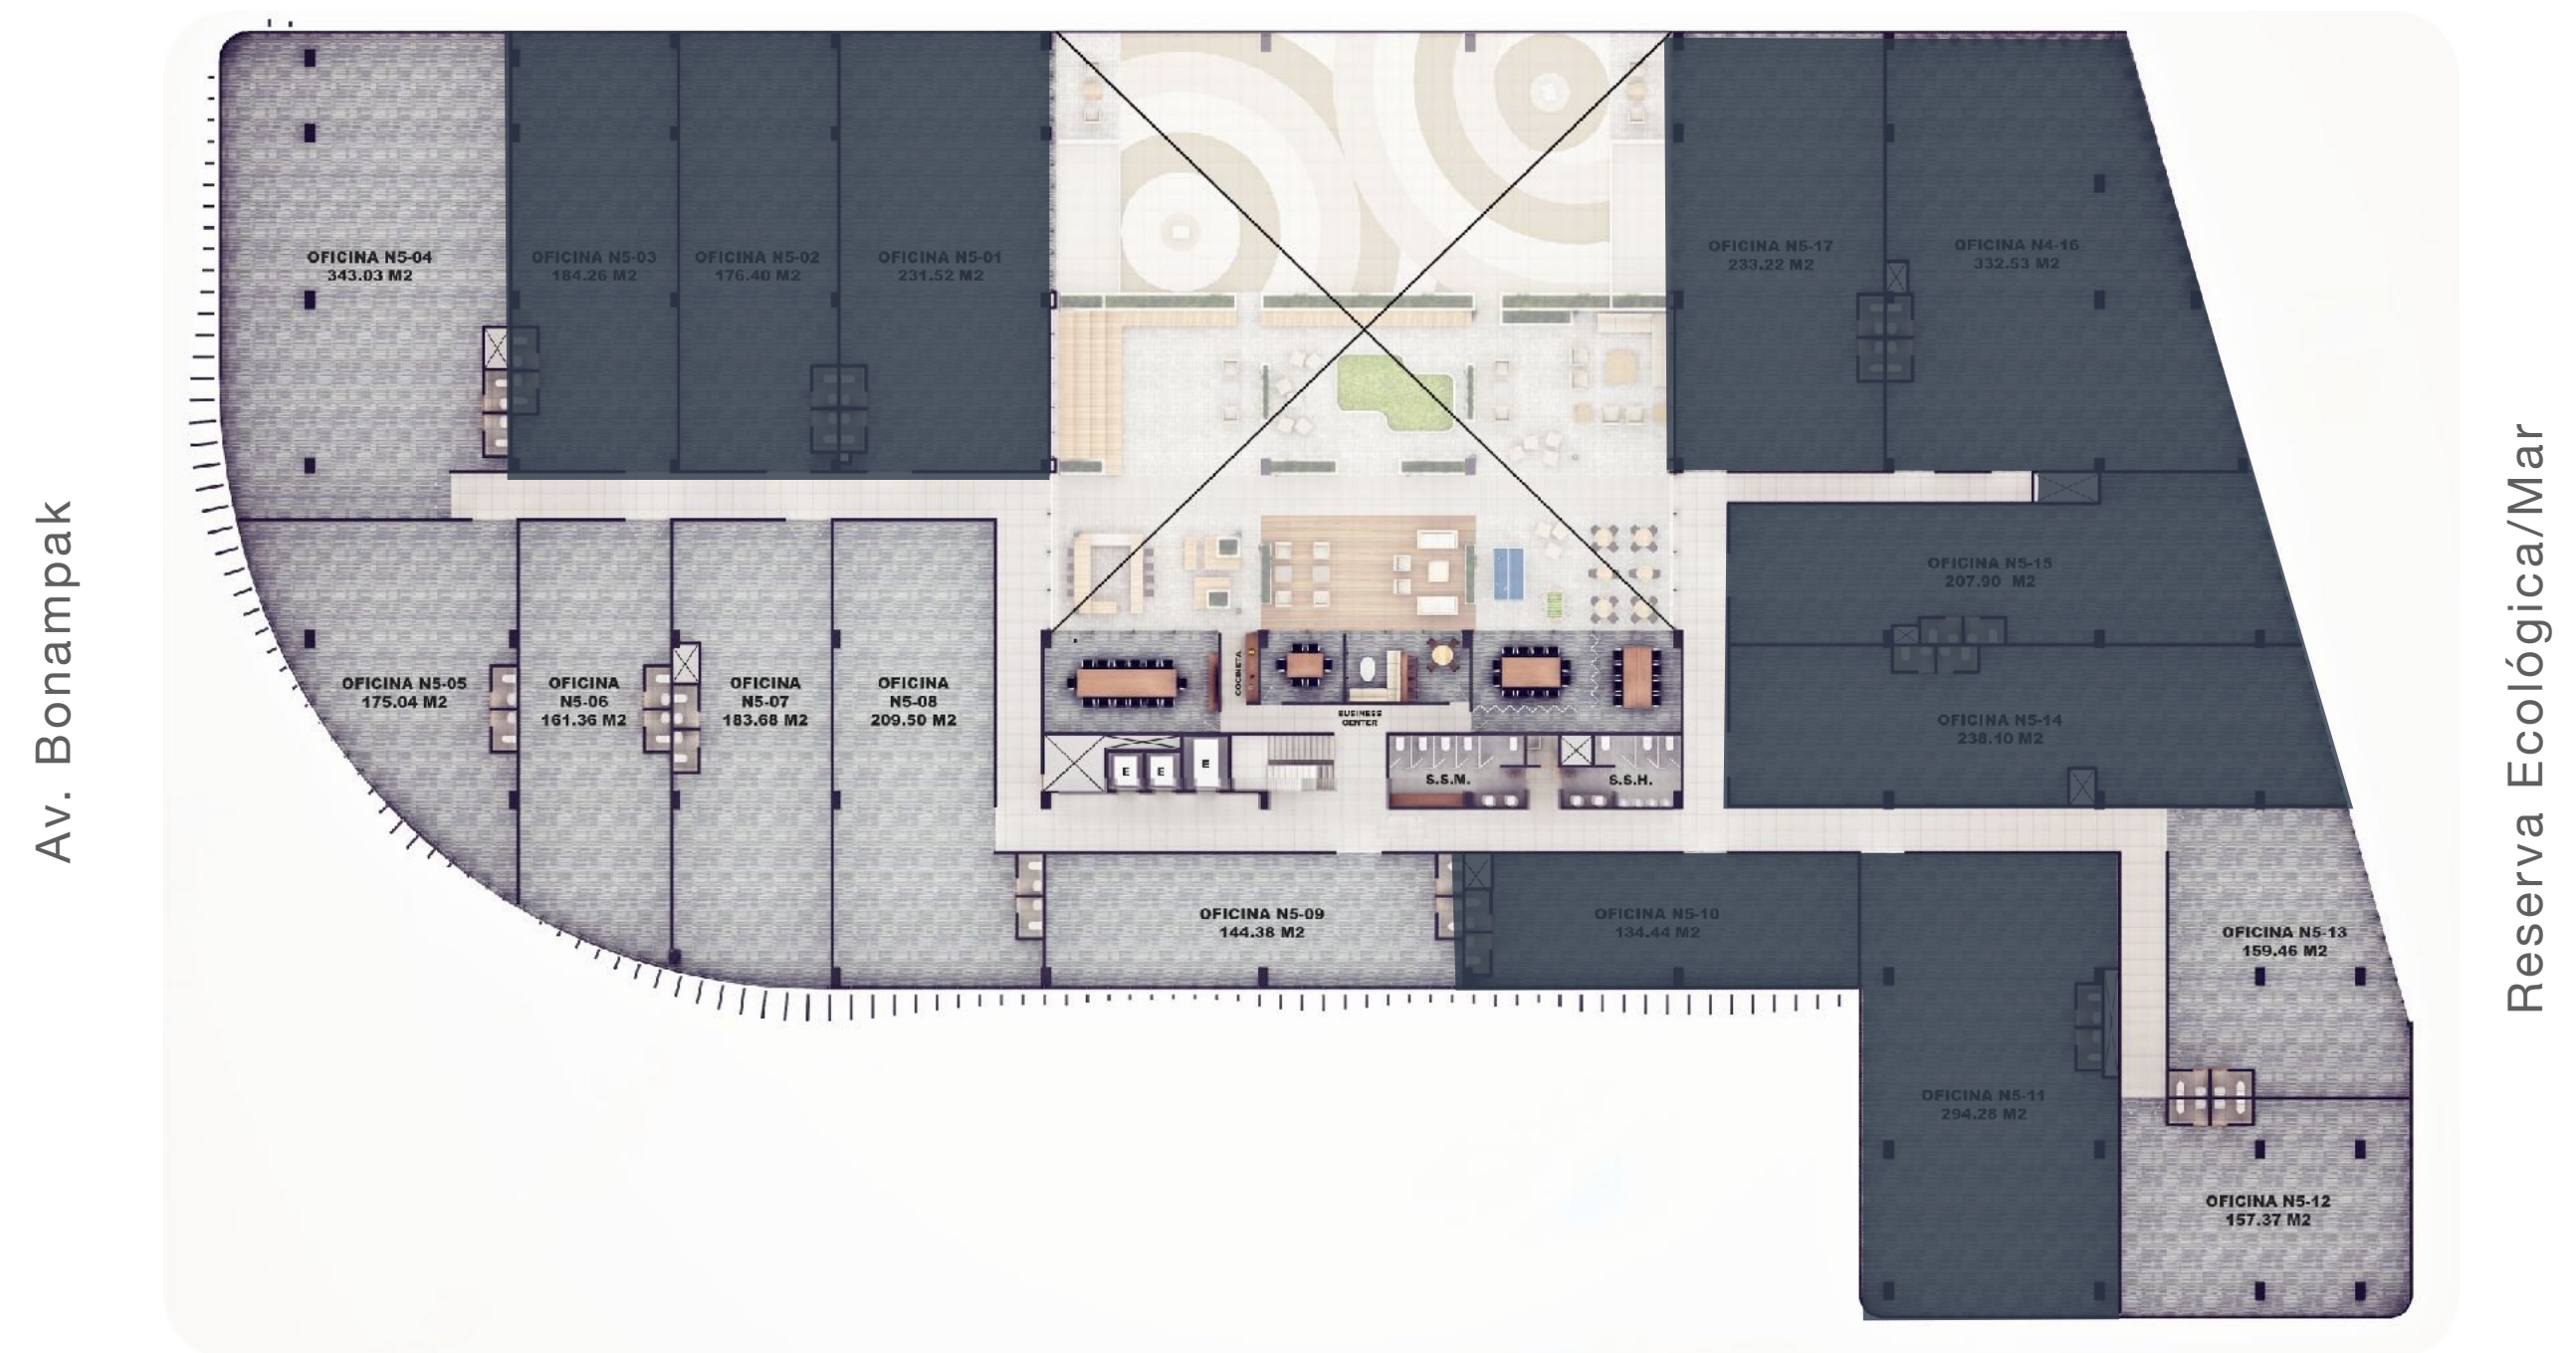 Av. Bonampak
OFICINA N5-04
343.03 M2
OFICINA N5-03
184.26 M2
OFICINA N5-02
176.40 M2
OFICINA N5-01
231.52 M2
OFICINA N5-17
233.22 M2
OFICINA N4-16
332.53 M2
OFICINA N5-15
207.90 M2
OFICINA N5-14
238.10 M2
OFICINA N5-05
175.04 M2
OFICINA
N5-06
161.36 M2
OFICINA
N5-07
183.68 M2
OFICINA
N5-08
209.50 M2
COCINETA
BUSINESS
CENTER
E
E
E
S.S.M.
S.S.H.
OFICINA N5-09
144.38 M2
OFICINA N5-10
134.44 M2
OFICINA N5-13
159.46 M2
OFICINA N5-11
294.28 M2
OFICINA N5-12
157.37 M2
Reserva Ecológica/Mar